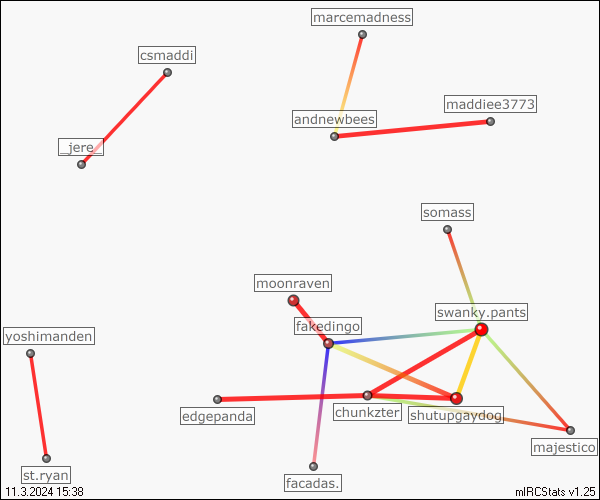 marcemadness
csmaddi
maddiee3773
andnewbees
_jere_
somass
moonraven
swanky.pants
fakedingo
yoshimanden
edgepanda
chunkzter
shutupgaydog
majestico
st.ryan
facadas.
11.3.2024 15:38
mIRCStats v1.25